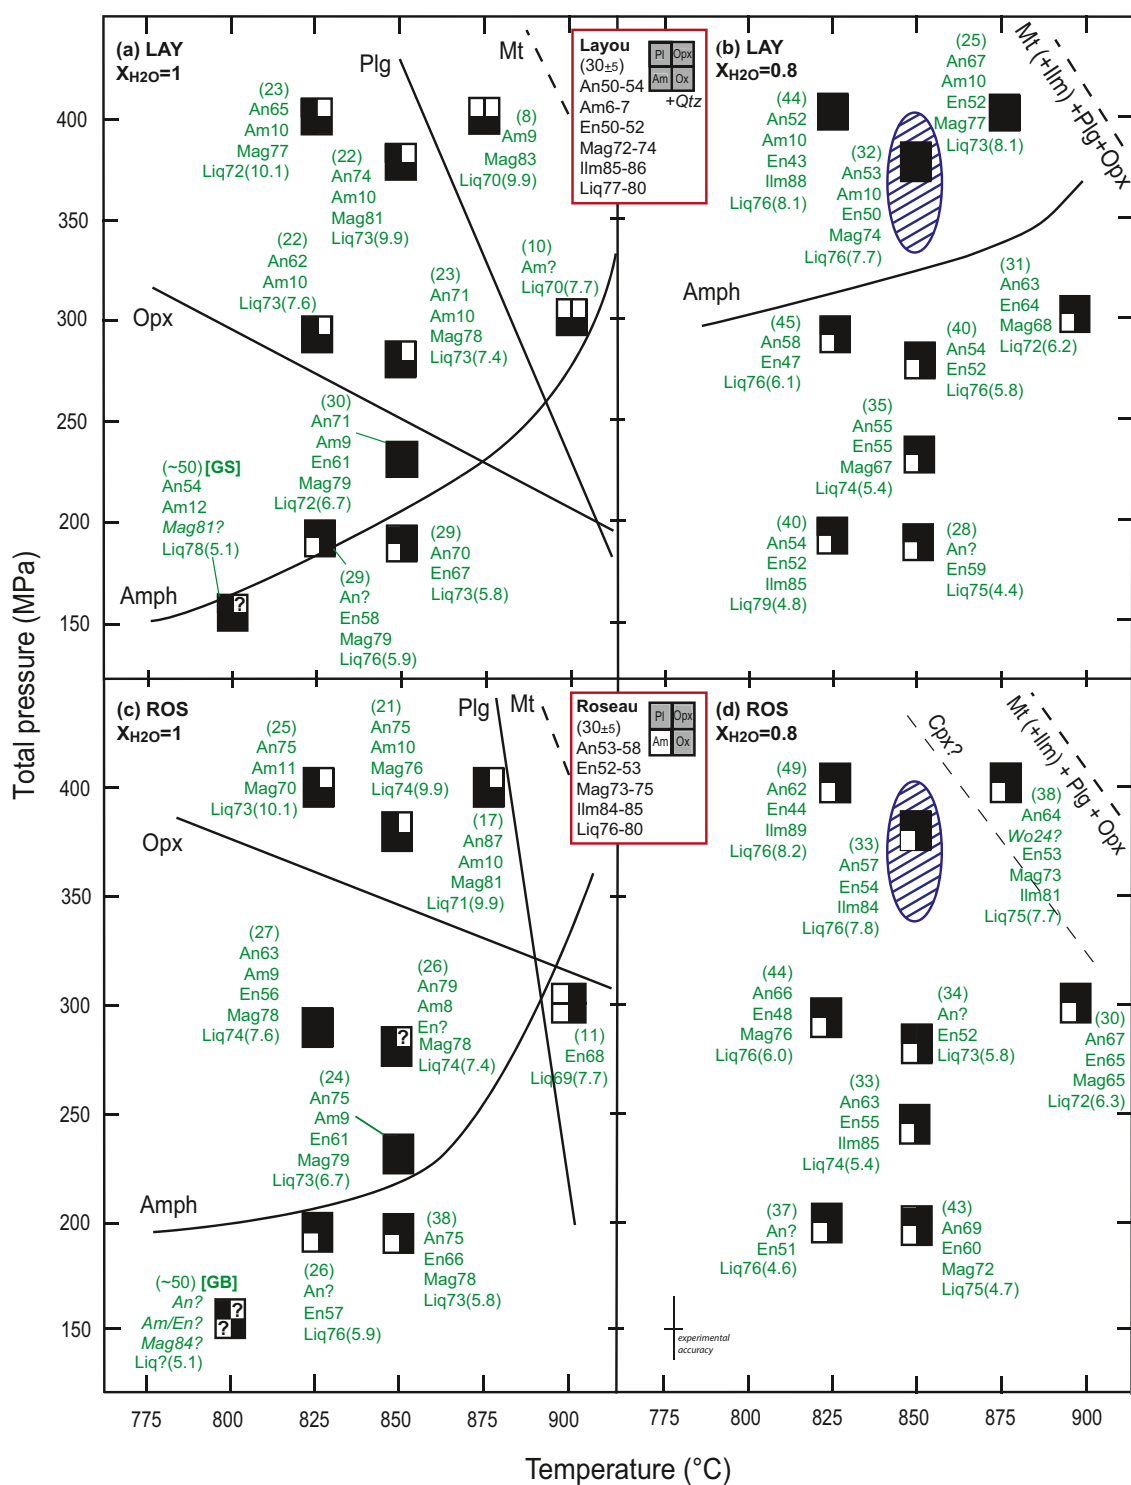 (a) LAY
X_H2O=1
Plg
Mt
(23)
An65
Am10
Mag77
Liq72(10.1)
(22)
An74
Am10
Mag81
Liq73(9.9)
(8)
Am9
Mag83
Liq70(9.9)
Layou
(30±5)
An50-54
Am6-7
En50-52
Mag72-74
Ilm85-86
Liq77-80
Pl
Opx
Am
Ox
+Qtz
(22)
An62
Am10
Liq73(7.6)
(23)
An71
Am10
Mag78
Liq73(7.4)
(10)
Am?
Liq70(7.7)
Opx
(30)
An71
Am9
En61
Mag79
Liq72(6.7)
(~50) [GS]
An54
Am12
Mag81?
Liq78(5.1)
?
(29)
An70
En67
Liq73(5.8)
(29)
An?
En58
Mag79
Liq76(5.9)
Amph
400
350
300
250
200
150
(b) LAY
X_H2O=0.8
(25)
An67
Am10
En52
Mag77
Liq73(8.1)
Mt (+Ilm) +Plg+Opx
(44)
An52
Am10
En43
Ilm88
Liq76(8.1)
(32)
An53
Am10
En50
Mag74
Liq76(7.7)
Amph
(31)
An63
En64
Mag68
Liq72(6.2)
(45)
An58
En47
Liq76(6.1)
(40)
An54
En52
Liq76(5.8)
(35)
An55
En55
Mag67
Liq74(5.4)
(40)
An54
En52
Ilm85
Liq79(4.8)
(28)
An?
En59
Liq75(4.4)
Total pressure (MPa)
(c) ROS
X_H2O=1
Plg
Mt
(25)
An75
Am11
Mag70
Liq73(10.1)
(21)
An75
Am10
Mag76
Liq74(9.9)
(17)
An87
Am10
Mag81
Liq71(9.9)
Roseau
(30±5)
An53-58
En52-53
Mag73-75
Ilm84-85
Liq76-80
Pl
Opx
Am
Ox
Opx
(27)
An63
Am9
En56
Mag78
Liq74(7.6)
(26)
An79
Am8
En?
Mag78
Liq74(7.4)
?
(11)
En68
Liq69(7.7)
(24)
An75
Am9
En61
Mag79
Liq73(6.7)
Amph
(38)
An75
En66
Mag78
Liq73(5.8)
(26)
An?
En57
Liq76(5.9)
(~50) [GB]
An?
Am/En?
Mag84?
Liq?(5.1)
?
?
400
350
300
250
200
150
(d) ROS
X_H2O=0.8
Cpx?
Mt (+Ilm) + Plg + Opx
(49)
An62
En44
Ilm89
Liq76(8.2)
(33)
An57
En54
Ilm84
Liq76(7.8)
(38)
An64
Wo24?
En53
Mag73
Ilm81
Liq75(7.7)
(44)
An66
En48
Mag76
Liq76(6.0)
(34)
An?
En52
Liq73(5.8)
(30)
An67
En65
Mag65
Liq72(6.3)
(33)
An63
En55
Ilm85
Liq74(5.4)
(37)
An?
En51
Liq76(4.6)
(43)
An69
En60
Mag72
Liq75(4.7)
experimental
accuracy
775 800 825 850 875 900 775 800 825 850 875 900
Temperature (°C)